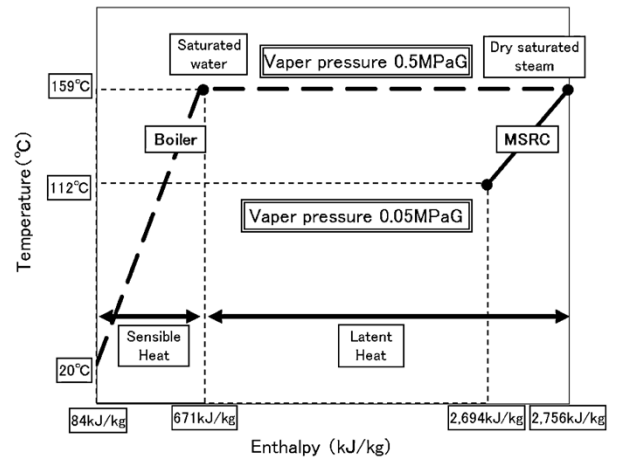 Saturated
water
Vaper pressure 0.5MPaG
Dry saturated
steam
159℃
Boiler
MSRC
112℃
Vaper pressure 0.05MPaG
Temperature(℃)
Sensible
Heat
Latent
Heat
20℃
84kJ/kg
671kJ/kg
2,694kJ/kg
2,756kJ/kg
Enthalpy (kJ/kg)